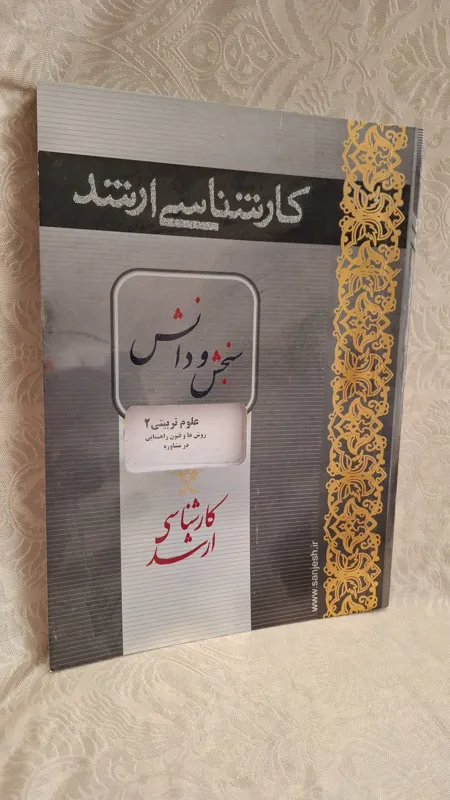 کارشناسی ارشد
سنجش و دانش
علوم تربیتی ۲
روش ها و فنون راهنمایی
در مشاوره
کارشناسی
ارشد
www.sanjesh.ir